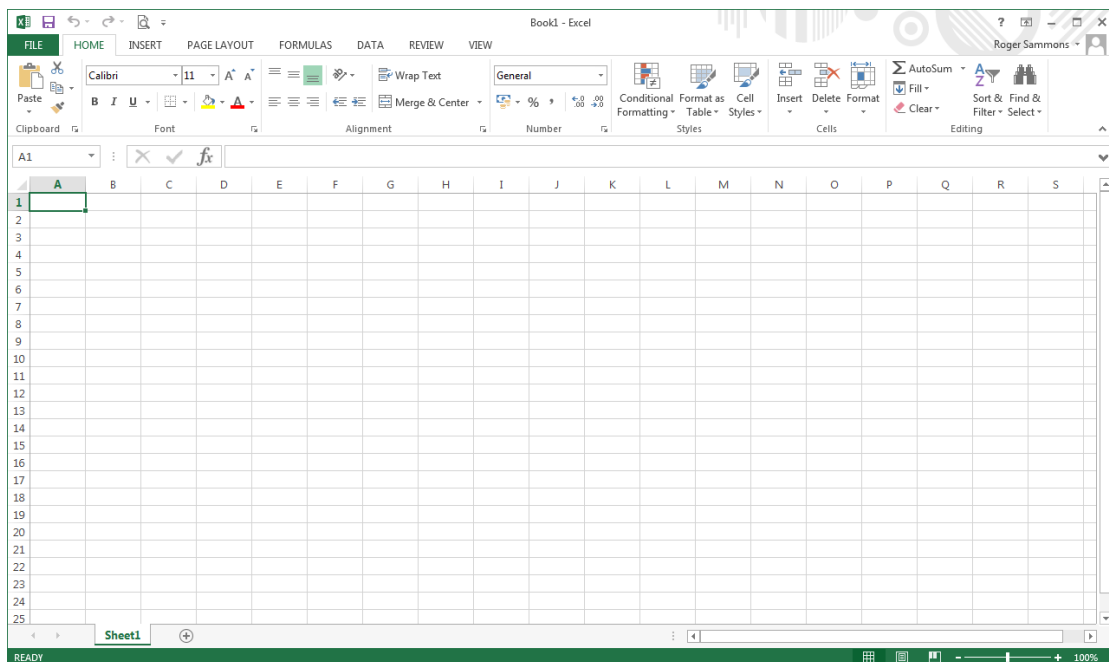 Book1 - Excel
FILE HOME INSERT PAGE LAYOUT FORMULAS DATA REVIEW VIEW Roger Sammons
Calibri 11 A A Wrap Text General AutoSum
Fill
Paste B I U A Merge & Center % Conditional Format as Cell Insert Delete Format Sort & Find &
Formatting Table Styles Clear Filter Select
Clipboard Font Alignment Number Styles Cells Editing
A1 fx
A B C D E F G H I J K L M N O P Q R S
1
2
3
4
5
6
7
8
9
10
11
12
13
14
15
16
17
18
19
20
21
22
23
24
25
Sheet1
READY 100%